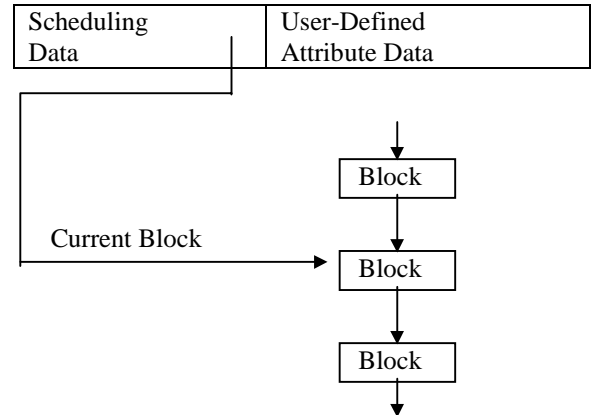 Scheduling
Data
User-Defined
Attribute Data
Block
Current Block
Block
Block